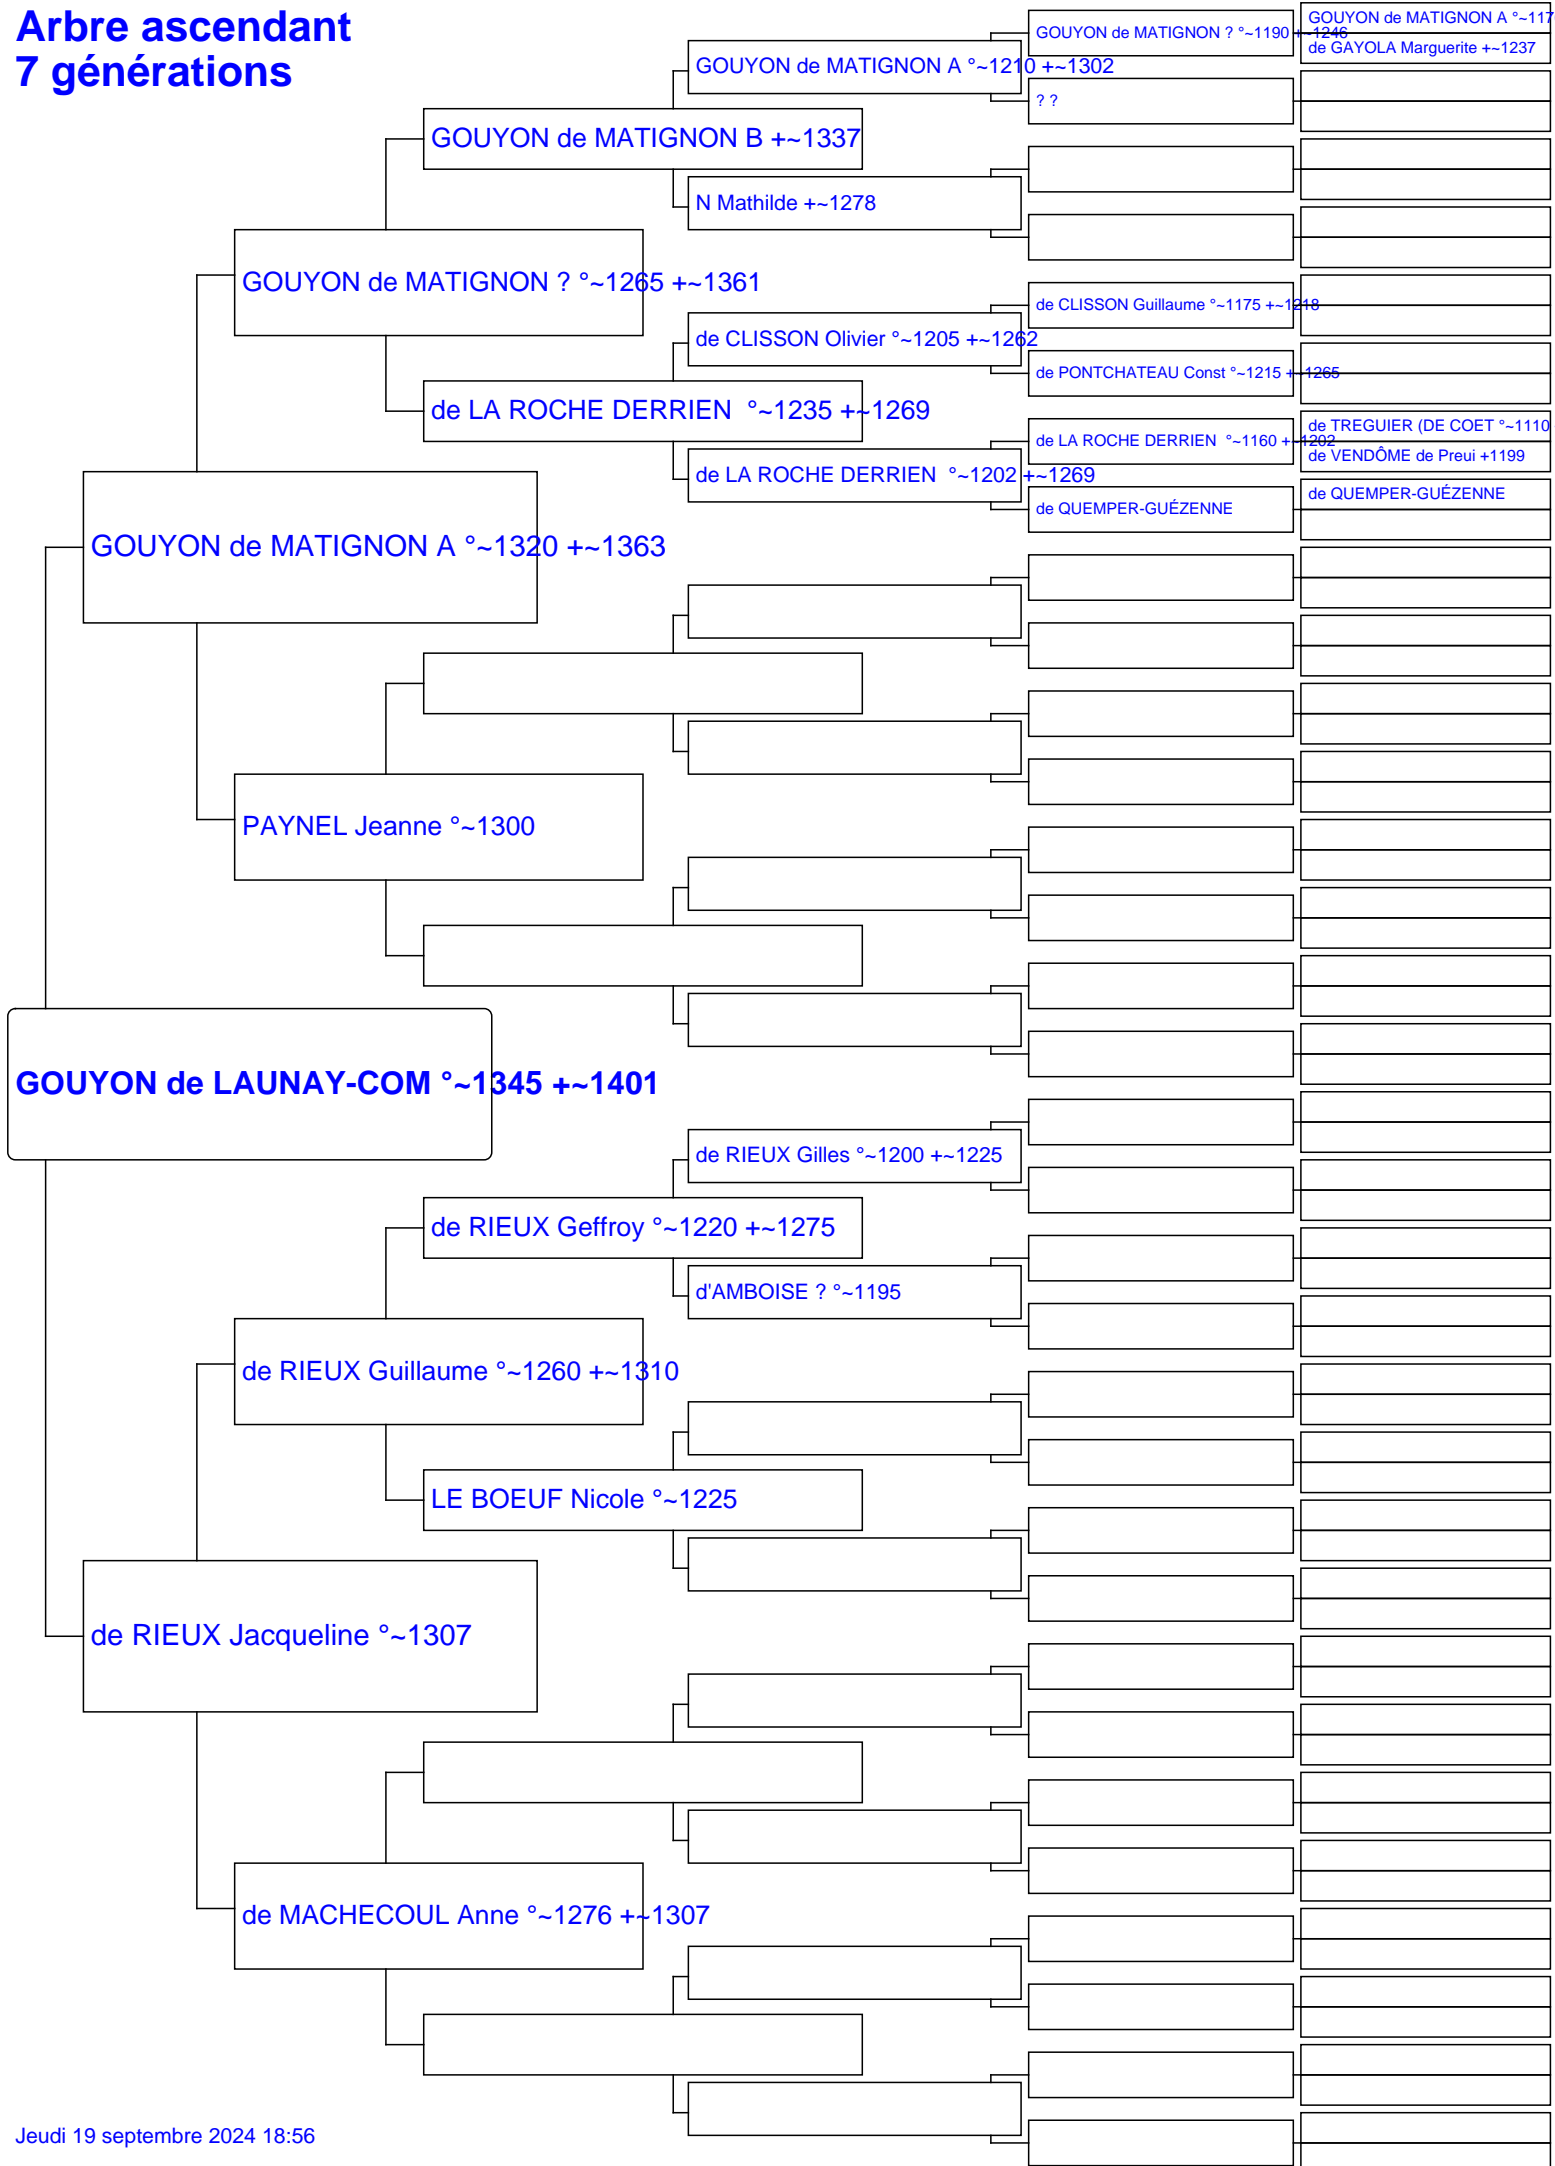 Arbre ascendant
7 générations
GOUYON de MATIGNON A °~117
GOUYON de MATIGNON ? °~1190 +~1246
de GAYOLA Marguerite +~1237
GOUYON de MATIGNON A °~1210 +~1302
? ?
GOUYON de MATIGNON B +~1337
N Mathilde +~1278
GOUYON de MATIGNON ? °~1265 +~1361
de CLISSON Guillaume °~1175 +~1218
de CLISSON Olivier °~1205 +~1262
de PONTCHATEAU Const °~1215 +~1265
de LA ROCHE DERRIEN °~1235 +~1269
de TREGUIER (DE COET °~1110
de LA ROCHE DERRIEN °~1160 +~1202
de VENDÔME de Preui +1199
de LA ROCHE DERRIEN °~1202 +~1269
de QUEMPER-GUÉZENNE
de QUEMPER-GUÉZENNE
GOUYON de MATIGNON A °~1320 +~1363
PAYNEL Jeanne °~1300
GOUYON de LAUNAY-COM °~1345 +~1401
de RIEUX Gilles °~1200 +~1225
de RIEUX Geffroy °~1220 +~1275
d'AMBOISE ? °~1195
de RIEUX Guillaume °~1260 +~1310
LE BOEUF Nicole °~1225
de RIEUX Jacqueline °~1307
de MACHECOUL Anne °~1276 +~1307
Jeudi 19 septembre 2024 18:56